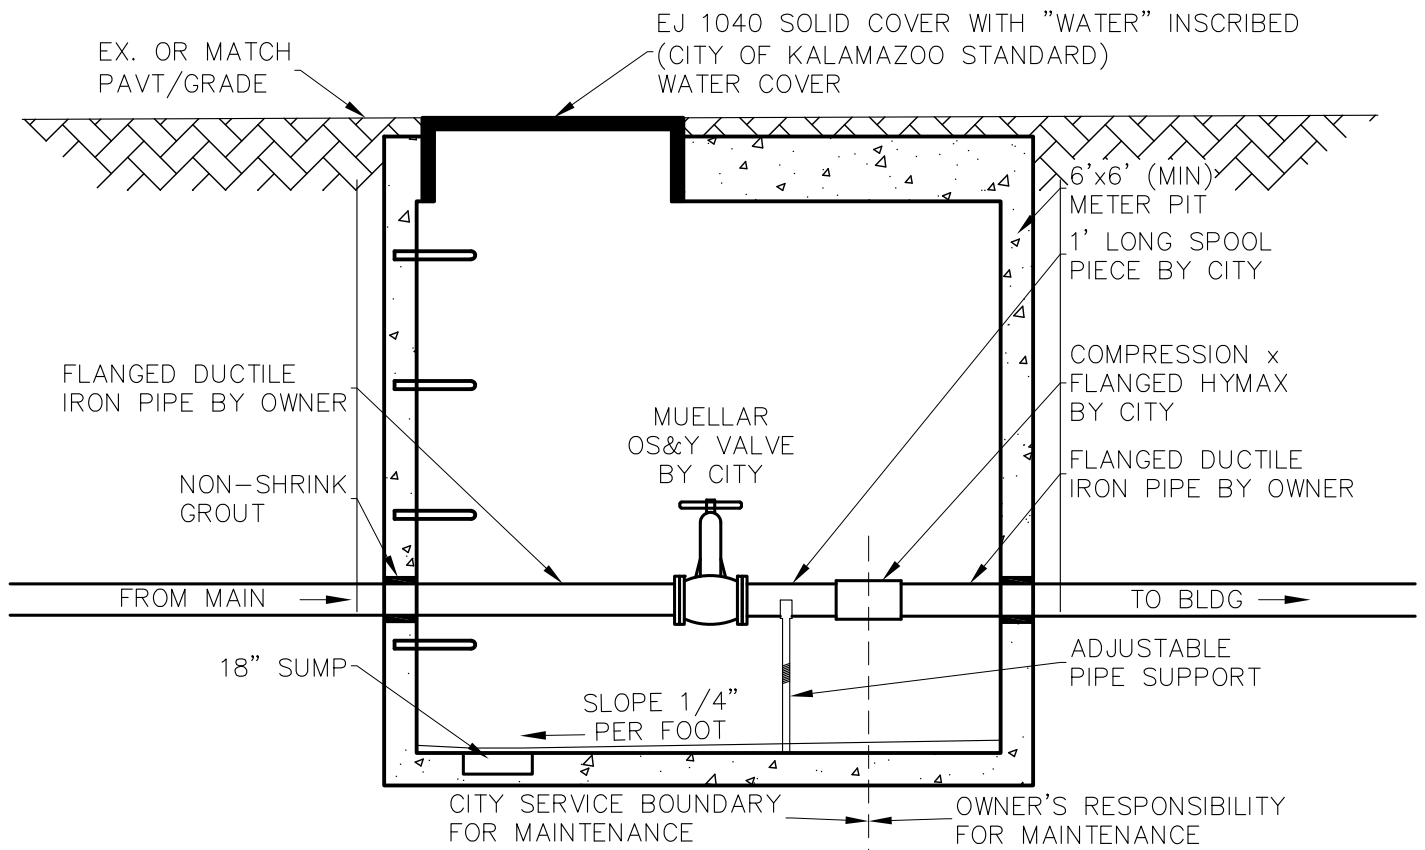 EJ 1040 SOLID COVER WITH "WATER" INSCRIBED
(CITY OF KALAMAZOO STANDARD)
WATER COVER
EX. OR MATCH
PAVT/GRADE
6'x6' (MIN)
METER PIT
1' LONG SPOOL
PIECE BY CITY
COMPRESSION x
FLANGED HYMAX
BY CITY
FLANGED DUCTILE
IRON PIPE BY OWNER
MUELLAR
OS&Y VALVE
BY CITY
FLANGED DUCTILE
IRON PIPE BY OWNER
NON-SHRINK
GROUT
FROM MAIN
TO BLDG
18" SUMP
SLOPE 1/4"
PER FOOT
ADJUSTABLE
PIPE SUPPORT
CITY SERVICE BOUNDARY
FOR MAINTENANCE
OWNER'S RESPONSIBILITY
FOR MAINTENANCE